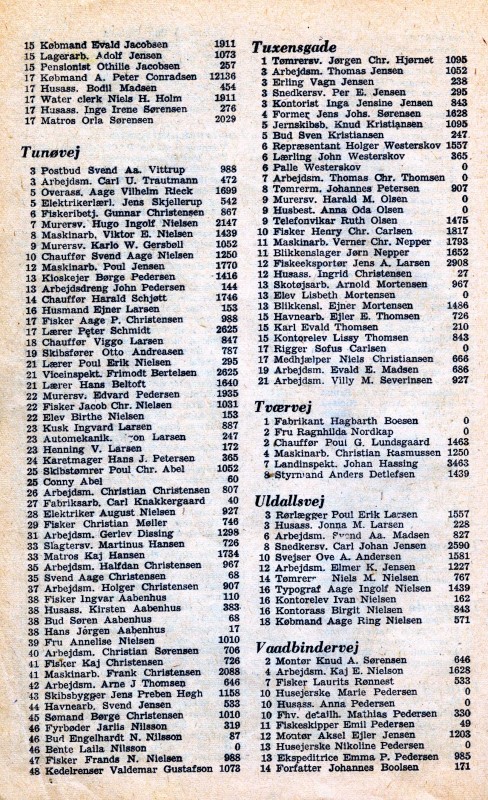 15 Købmand Evald Jacobsen 1911
15 Lagerarb. Adolf Jensen 1073
15 Pensionist Othilie Jacobsen 257
17 Købmand A. Peter Conradsen 12136
17 Husass. Bodil Madsen 454
17 Water clerk Niels H. Holm 1911
17 Husass. Inge Irene Sørensen 276
17 Matros Orla Sørensen 2029
Tunøvej
3 Postbud Svend Aa. Vittrup 988
3 Arbejdsm. Carl U. Trautmann 472
5 Overass. Aage Vilhelm Rieck 1699
5 Elektrikerlærl. Jens Skjellerup 542
6 Fiskeribetj. Gunnar Christensen 867
7 Murersv. Hugo Ingolf Nielsen 2147
8 Maskinarb. Viktor E. Nielsen 1439
9 Murersv. Karlo W. Gersbøll 1052
10 Chauffør Svend Aage Nielsen 1250
12 Maskinarb. Poul Jensen 1770
13 Kioskejer Børge Pedersen 1416
13 Arbejdsdreng John Pedersen 144
14 Chauffør Harald Schjøtt 1746
16 Husmand Ejner Larsen 153
17 Fisker Aage P. Christensen 988
17 Lærer Peter Schmidt 2625
18 Chauffør Viggo Larsen 847
19 Skibsfører Otto Andreasen 787
21 Lærer Poul Erik Nielsen 295
21 Viceinspekt. Frimodt Bertelsen 2625
21 Lærer Hans Beltoft 1640
22 Murersv. Edvard Pedersen 1935
22 Fisker Jacob Chr. Nielsen 1031
22 Elev Birthe Nielsen 153
23 Kusk Ingvard Larsen 887
23 Automekanik. on Larsen 247
23 Henning V. Larsen 172
24 Karetmager Hans J. Petersen 365
25 Skibstømrer Poul Chr. Abel 1052
25 Conny Abel 60
26 Arbejdsm. Christian Christensen 807
27 Fabriksarb. Carl Knakkergaard 40
28 Elektriker August Nielsen 927
29 Fisker Christian Møller 746
31 Arbejdsm. Gerlev Dissing 1298
33 Slagtersv. Martinus Hansen 726
33 Matros Kaj Hansen 1734
35 Arbejdsm. Halfdan Christensen 967
35 Svend Aage Christensen 68
37 Arbejdsm. Holger Christensen 907
38 Fisker Ingvar Aabenhus 110
38 Husass. Kirsten Aabenhus 383
38 Bud Søren Aabenhus 68
38 Hans Jørgen Aabenhus 17
39 Fru Annelise Nielsen 1010
40 Arbejdsm. Christian Sørensen 706
41 Fisker Kaj Christensen 726
41 Maskinarb. Frank Christensen 2088
42 Arbejdsm. Arne J Thomsen 646
43 Skibsbygger Jens Preben Høgh 1158
44 Havnearb. Svend Jensen 533
45 Sømand Børge Christensen 1010
46 Fyrbøder Jarlis Nilsson 319
46 Bud Engelhardt N. Nilsson 87
46 Bente Laila Nilsson 0
47 Fisker Frands N. Nielsen 988
48 Kedelrenser Valdemar Gustafson 1073
Tuxensgade
1 Tømrersv. Jørgen Chr. Hjørnet 1095
3 Arbejdsm. Thomas Jensen 1052
3 Erling Vagn Jensen 238
3 Snedkersv. Per E. Jensen 295
3 Kontorist Inga Jensine Jensen 843
4 Former Jens Johs. Sørensen 1628
5 Jernskibsb. Knud Kristiansen 1095
5 Bud Sven Kristiansen 247
6 Repræsentant Holger Westerskov 1557
6 Lærling John Westerskov 365
6 Palle Westerskov 0
7 Arbejdsm. Thomas Chr. Thomsen 0
8 Tømrerm. Johannes Petersen 907
9 Murersv. Harald M. Olsen 0
9 Husbest. Anna Oda Olsen 0
9 Telefonvikar Ruth Olsen 1475
10 Fisker Henry Chr. Carlsen 1817
11 Maskinarb. Verner Chr. Nepper 1793
11 Blikkenslager Jørn Nepper 1652
12 Fiskeeksportør Jens A. Larsen 2908
12 Husass. Ingrid Christensen 27
13 Skotøjsarb. Arnold Mortensen 967
13 Elev Lisbeth Mortensen 0
13 Blikkensl. Ejner Mortensen 1486
15 Havnearb. Ejler E. Thomsen 726
15 Karl Evald Thomsen 210
15 Kontorelev Lissy Thomsen 843
17 Rigger Sofus Carlsen 0
17 Medhjælper Niels Christiansen 666
19 Arbejdsm. Evald E. Madsen 686
21 Arbejdsm. Villy M. Severinsen 927
Tværvej
1 Fabrikant Hagbarth Boesen 0
2 Fru Ragnhilda Nordkap 0
2 Chauffør Poul G. Lundsgaard 1463
4 Maskinarb. Christian Rasmussen 1250
7 Landinspekt. Johan Hassing 3463
8 Styrmand Anders Detlefsen 1439
Uldallsvej
3 Rørlægger Poul Erik Larsen 1557
3 Husass. Jonna M. Larsen 228
6 Arbejdsm. Svend Aa. Madsen 827
8 Snedkersv. Carl Johan Jensen 2590
10 Svejser Ove A. Andersen 1581
12 Arbejdsm. Elmer K. Jensen 1227
14 Tømrerr Niels M. Nielsen 767
16 Typograf Aage Ingolf Nielsen 1439
16 Kontorelev Ivan Nielsen 162
16 Kontorass Birgit Nielsen 843
18 Købmand Aage Ring Nielsen 571
Vaadbindervej
2 Montør Knud A. Sørensen 646
4 Arbejdsm. Kaj E. Nielson 1628
7 Fisker Laurits Rønnest 533
10 Husejerske Marie Pedersen 0
10 Husass. Anna Pedersen 0
10 Fhv. detailh. Mathias Pedersen 330
11 Fiskeskipper Emil Pedersen 49
12 Montør Aksel Ejler Jensen 1203
13 Husejerske Nikoline Pedersen 0
13 Ekspeditrice Emma P. Pedersen 985
14 Forfatter Johannes Boolsen 171